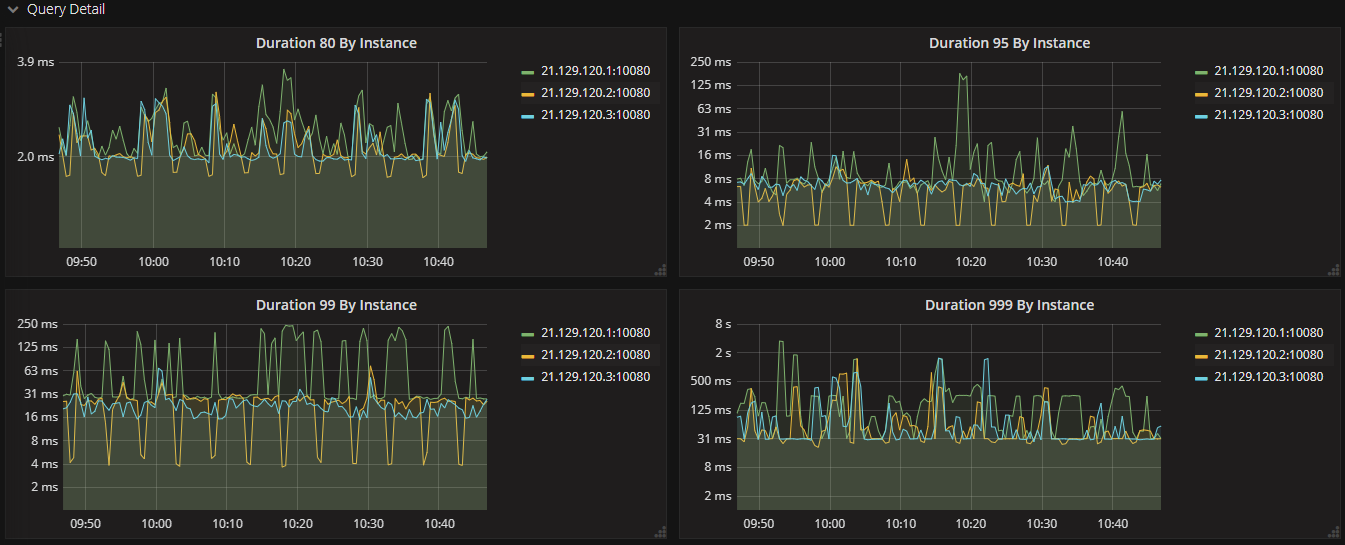 Query Detail
Duration 80 By Instance
3.9 ms
2.0 ms
09:50 10:00 10:10 10:20 10:30 10:40
21.129.120.1:10080
21.129.120.2:10080
21.129.120.3:10080
Duration 95 By Instance
250 ms
125 ms
63 ms
31 ms
16 ms
8 ms
4 ms
2 ms
09:50 10:00 10:10 10:20 10:30 10:40
21.129.120.1:10080
21.129.120.2:10080
21.129.120.3:10080
Duration 99 By Instance
250 ms
125 ms
63 ms
31 ms
16 ms
8 ms
4 ms
2 ms
09:50 10:00 10:10 10:20 10:30 10:40
21.129.120.1:10080
21.129.120.2:10080
21.129.120.3:10080
Duration 999 By Instance
8 s
2 s
500 ms
125 ms
31 ms
8 ms
2 ms
09:50 10:00 10:10 10:20 10:30 10:40
21.129.120.1:10080
21.129.120.2:10080
21.129.120.3:10080